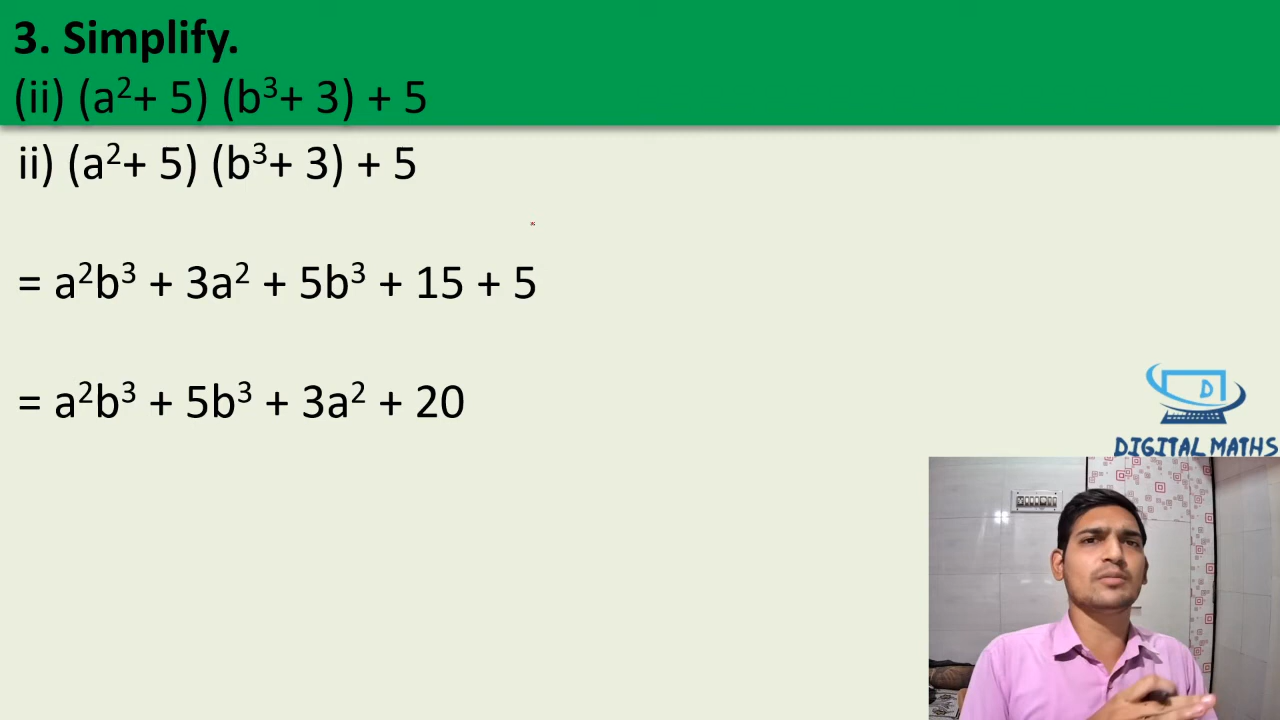 3. Simplify.
(ii) (a²+ 5) (b³+ 3) + 5
ii) (a²+ 5) (b³+ 3) + 5
= a²b³ + 3a² + 5b³ + 15 + 5
= a²b³ + 5b³ + 3a² + 20
D
DIGITAL MATHS